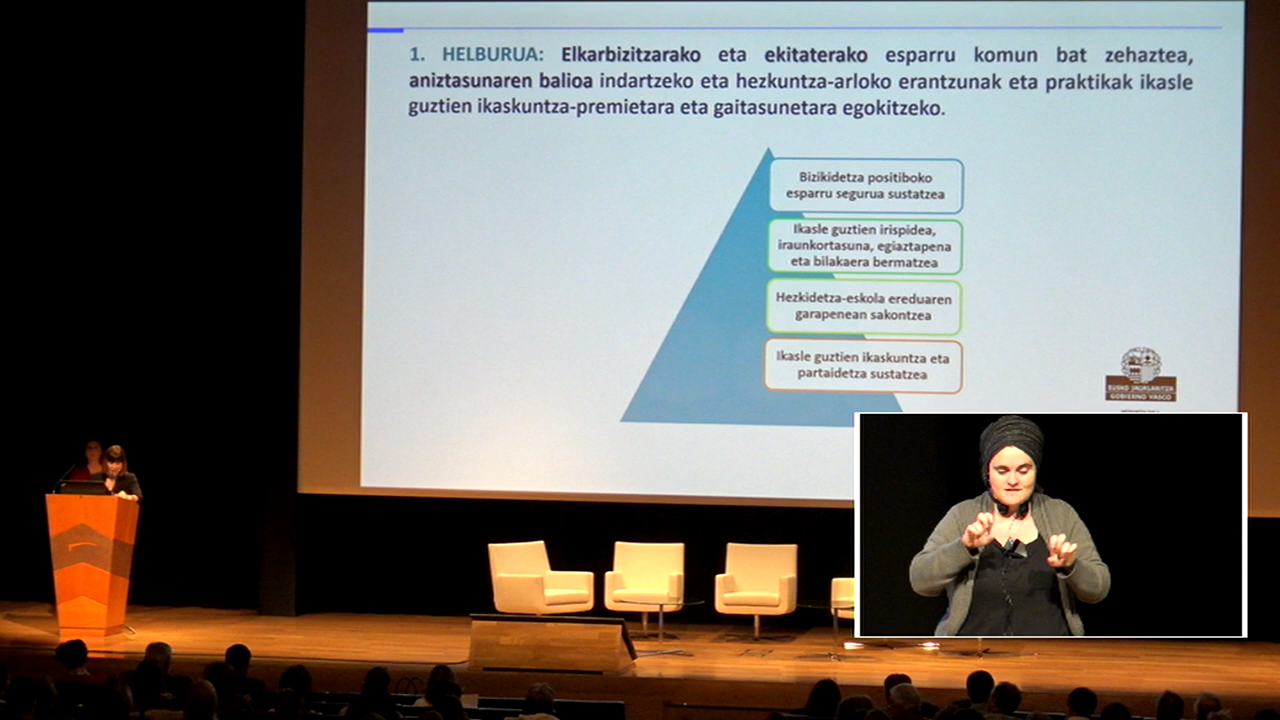 1. HELBURUA: Elkarbizitzarako eta ekitaterako esparru komun bat zehaztea,
aniztasunaren balioa indartzeko eta hezkuntza-arloko erantzunak eta praktikak ikasle
guztien ikaskuntza-premietara eta gaitasunetara egokitzeko.
Bizikidetza positiboko
esparru segurua sustatzea
Ikasle guztien irispidea,
iraunkortasuna, egiaztapena
eta bilakaera bermatzea
Hezkidetza-eskola ereduaren
garapenean sakontzea
Ikasle guztien ikaskuntza eta
partaidetza sustatzea
EUSKO JAURLARITZA
GOBIERNO VASCO